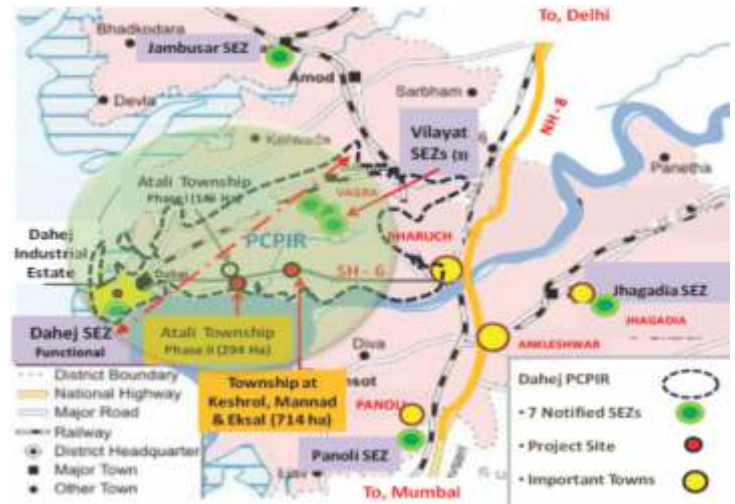 To, Delhi
Bhadkodara
Jambusar SEZ
Amod
Devla
Sarbham
NH - 8
Vilayat
SEZs (3)
Panetha
Atali Township
Phase I (146 Ha)
VAGRA
Dahej
Industrial
Estate
PCPIR
BHARUCH
SH - 6
Jhagadia SEZ
JHAGADIA
Dahej SEZ
Functional
Atali Township
Phase II (294 Ha)
Diva
ANKLESHWAR
District Boundary
National Highway
Major Road
Railway
District Headquarter
Major Town
Other Town
Township at
Keshrol, Mannad
& Eksal (714 ha)
PANOLI
Panoli SEZ
To, Mumbai
Dahej PCPIR
• 7 Notified SEZs
• Project Site
• Important Towns